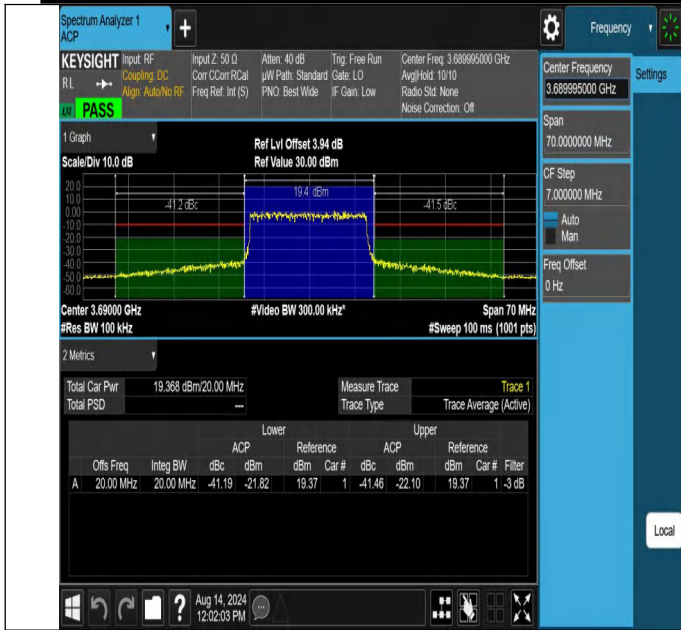 Spectrum Analyzer 1
ACP
Frequency
KEYSIGHT Input: RF
Coupling: DC
Align: Auto/No RF
RL
PASS
Input Z: 50 Ω
Corr CCorr RCal
Freq Ref: Int (S)
Atten: 40 dB
µW Path: Standard
PNO: Best Wide
Trig: Free Run
Gate: LO
IF Gain: Low
Center Freq: 3.689995000 GHz
Avg|Hold: 10/10
Radio Std: None
Noise Correction: Off
Center Frequency
3.689995000 GHz
Settings
Span
70.0000000 MHz
CF Step
7.000000 MHz
Auto
Man
Freq Offset
0 Hz
1 Graph
Scale/Div 10.0 dB
Ref Lvl Offset 3.94 dB
Ref Value 30.00 dBm
20.0
10.0
0.00
-10.0
-20.0
-30.0
-40.0
-50.0
-60.0
-41.2 dBc
19.4 dBm
-41.5 dBc
Center 3.69000 GHz
#Res BW 100 kHz
#Video BW 300.00 kHz*
Span 70 MHz
#Sweep 100 ms (1001 pts)
2 Metrics
Total Car Pwr 19.368 dBm/20.00 MHz
Total PSD ---
Measure Trace Trace 1
Trace Type Trace Average (Active)
Lower Upper
ACP Reference ACP Reference
Offs Freq Integ BW dBc dBm dBm Car # dBc dBm dBm Car # Filter
A 20.00 MHz 20.00 MHz -41.19 -21.82 19.37 1 -41.46 -22.10 19.37 1 -3 dB
Local
Aug 14, 2024
12:02:03 PM